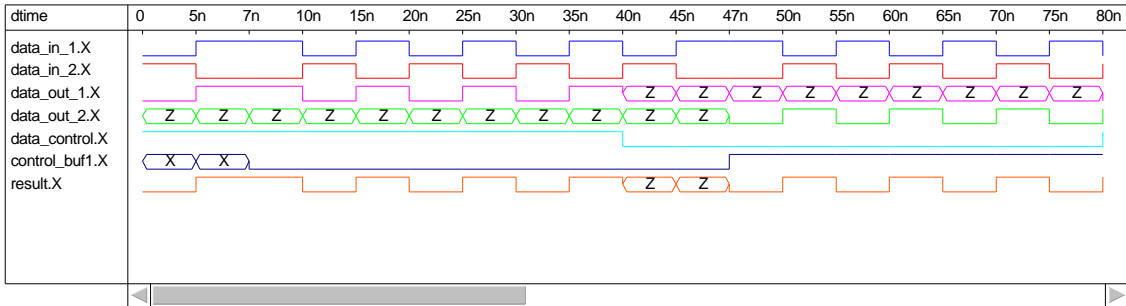 dtime 0 5n 7n 10n 15n 20n 25n 30n 35n 40n 45n 47n 50n 55n 60n 65n 70n 75n 80n
data_in_1.X
data_in_2.X
data_out_1.X Z Z Z Z Z Z Z Z Z
data_out_2.X Z Z Z Z Z Z Z Z Z Z Z
data_control.X
control_buf1.X X X
result.X Z Z